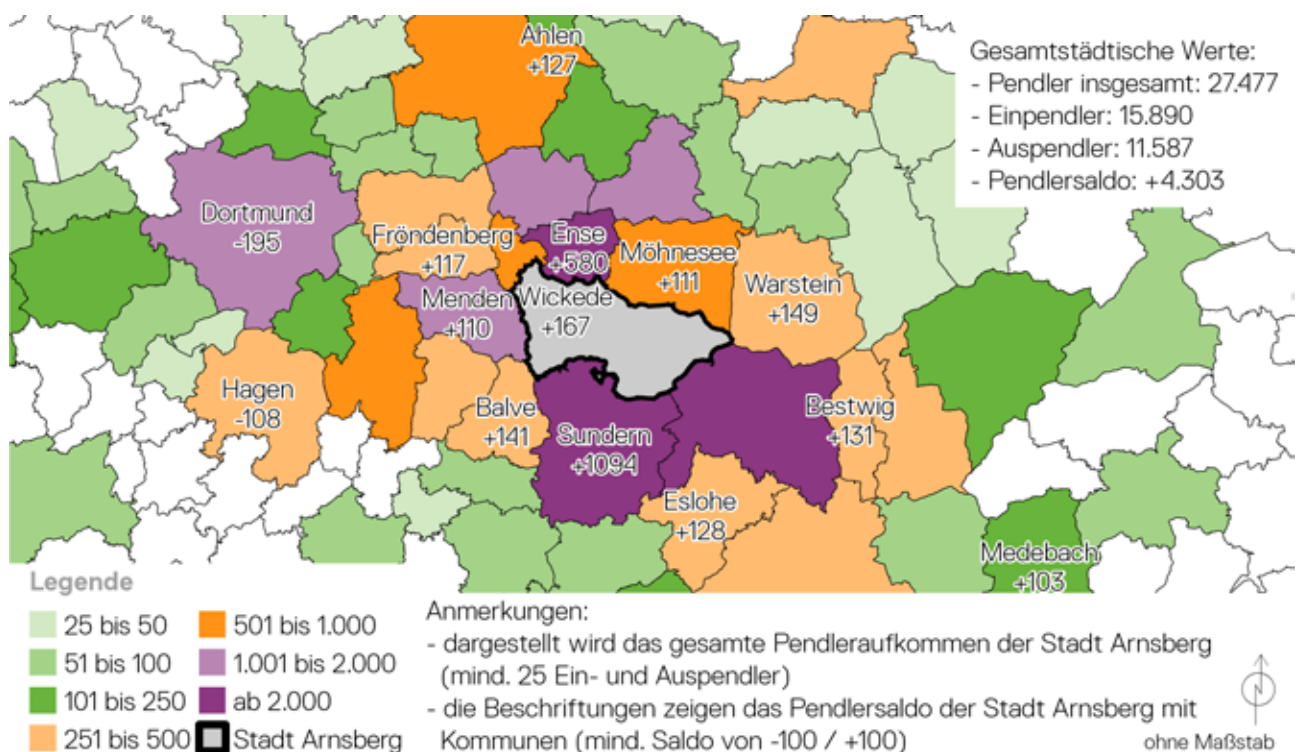 Ahlen
+127
Gesamtstädtische Werte:
- Pendler insgesamt: 27.477
- Einpendler: 15.890
- Auspendler: 11.587
- Pendlersaldo: +4.303
Dortmund
-195
Fröndenberg
+117
Ense
+580
Möhnesee
+111
Warstein
+149
Menden
+110
Wickede
+167
Hagen
-108
Balve
+141
Sundern
+1094
Bestwig
+131
Eslohe
+128
Medebach
+103
Legende
25 bis 50
51 bis 100
101 bis 250
251 bis 500
501 bis 1.000
1.001 bis 2.000
ab 2.000
Stadt Arnsberg
Anmerkungen:
- dargestellt wird das gesamte Pendleraufkommen der Stadt Arnsberg
(mind. 25 Ein- und Auspendler)
- die Beschriftungen zeigen das Pendlersaldo der Stadt Arnsberg mit
Kommunen (mind. Saldo von -100 / +100)
ohne Maßstab